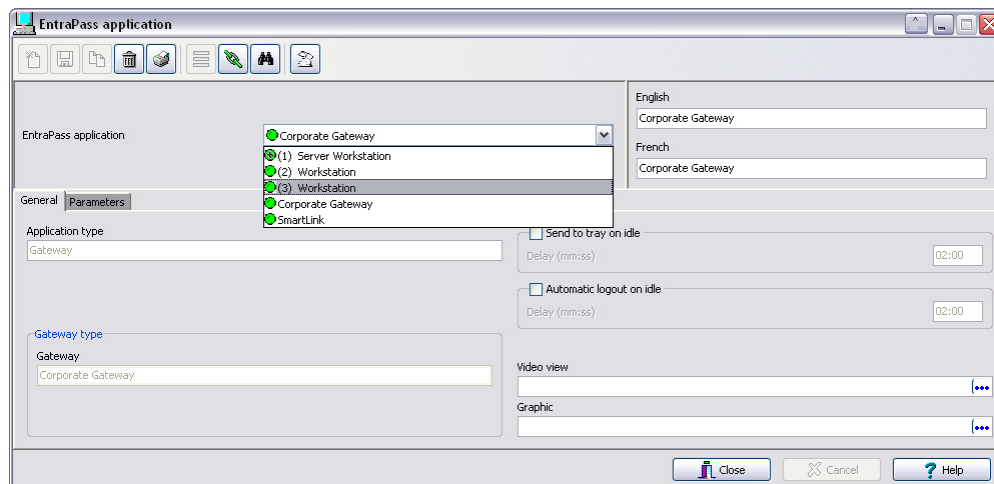 EntraPass application
English
Corporate Gateway
EntraPass application
Corporate Gateway
French
Corporate Gateway
(1) Server Workstation
(2) Workstation
(3) Workstation
Corporate Gateway
SmartLink
General
Parameters
Application type
Gateway
Send to tray on idle
Delay (mm:ss)
02:00
Automatic logout on idle
Delay (mm:ss)
02:00
Gateway type
Gateway
Corporate Gateway
Video view
Graphic
Close
Cancel
? Help